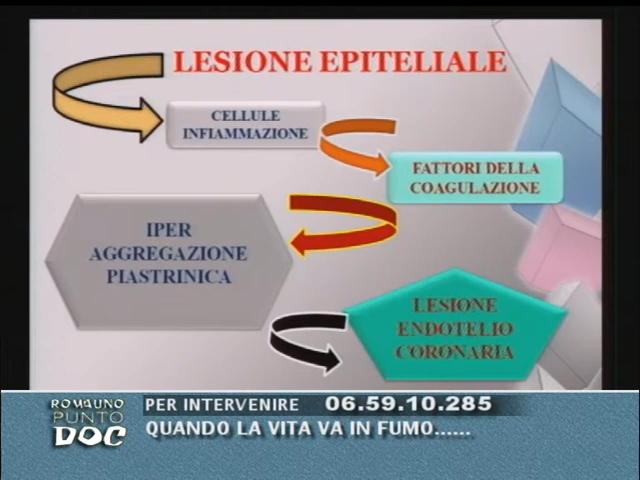 LESIONE EPITELIALE
CELLULE
INFIAMMAZIONE
FATTORI DELLA
COAGULAZIONE
IPER
AGGREGAZIONE
PIASTRINICA
LESIONE
ENDOTELIO
CORONARIA
ROMAUNO
PUNTO
DOC
PER INTERVENIRE 06.59.10.285
QUANDO LA VITA VA IN FUMO......